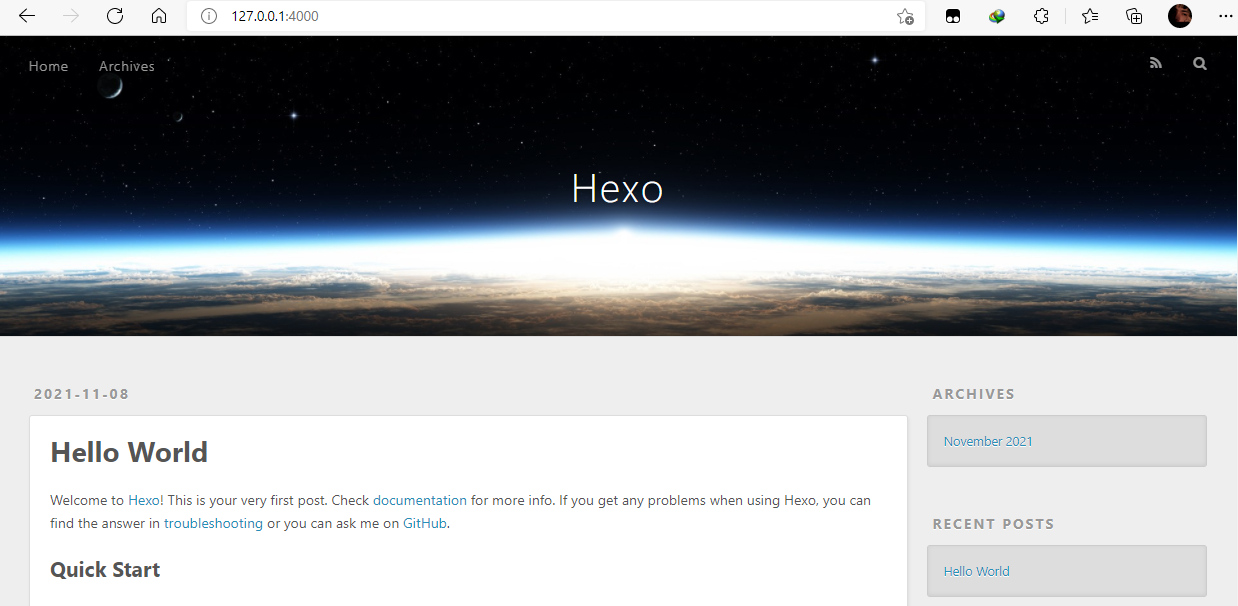 127.0.0.1:4000
Home Archives
Hexo
2021-11-08
Hello World
Welcome to Hexo! This is your very first post. Check documentation for more info. If you get any problems when using Hexo, you can
find the answer in troubleshooting or you can ask me on GitHub.
Quick Start
ARCHIVES
November 2021
RECENT POSTS
Hello World